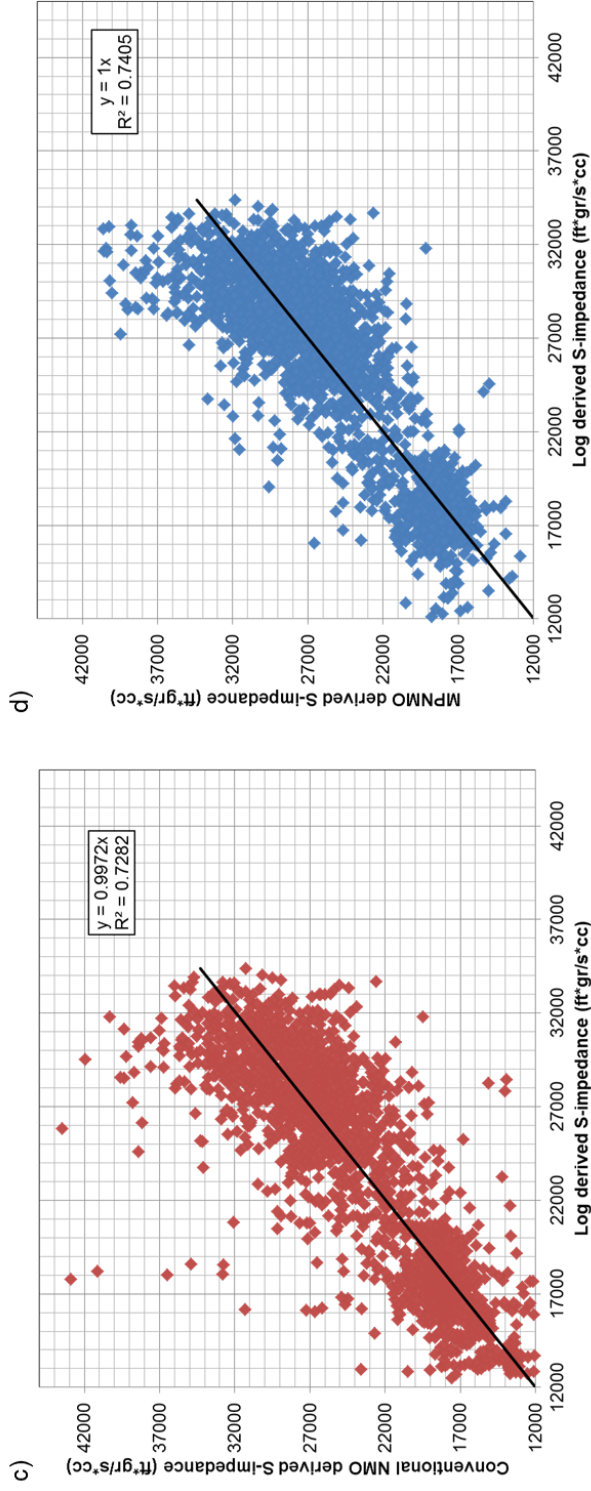 c)
Conventional NMO derived S-impedance (ft*gr/s*cc)
42000
37000
32000
27000
22000
17000
12000
y = 0.9972x
R² = 0.7282
12000
17000
22000
27000
32000
37000
42000
Log derived S-impedance (ft*gr/s*cc)
d)
MPNMO derived S-impedance (ft*gr/s*cc)
42000
37000
32000
27000
22000
17000
12000
y = 1x
R² = 0.7405
12000
17000
22000
27000
32000
37000
42000
Log derived S-impedance (ft*gr/s*cc)